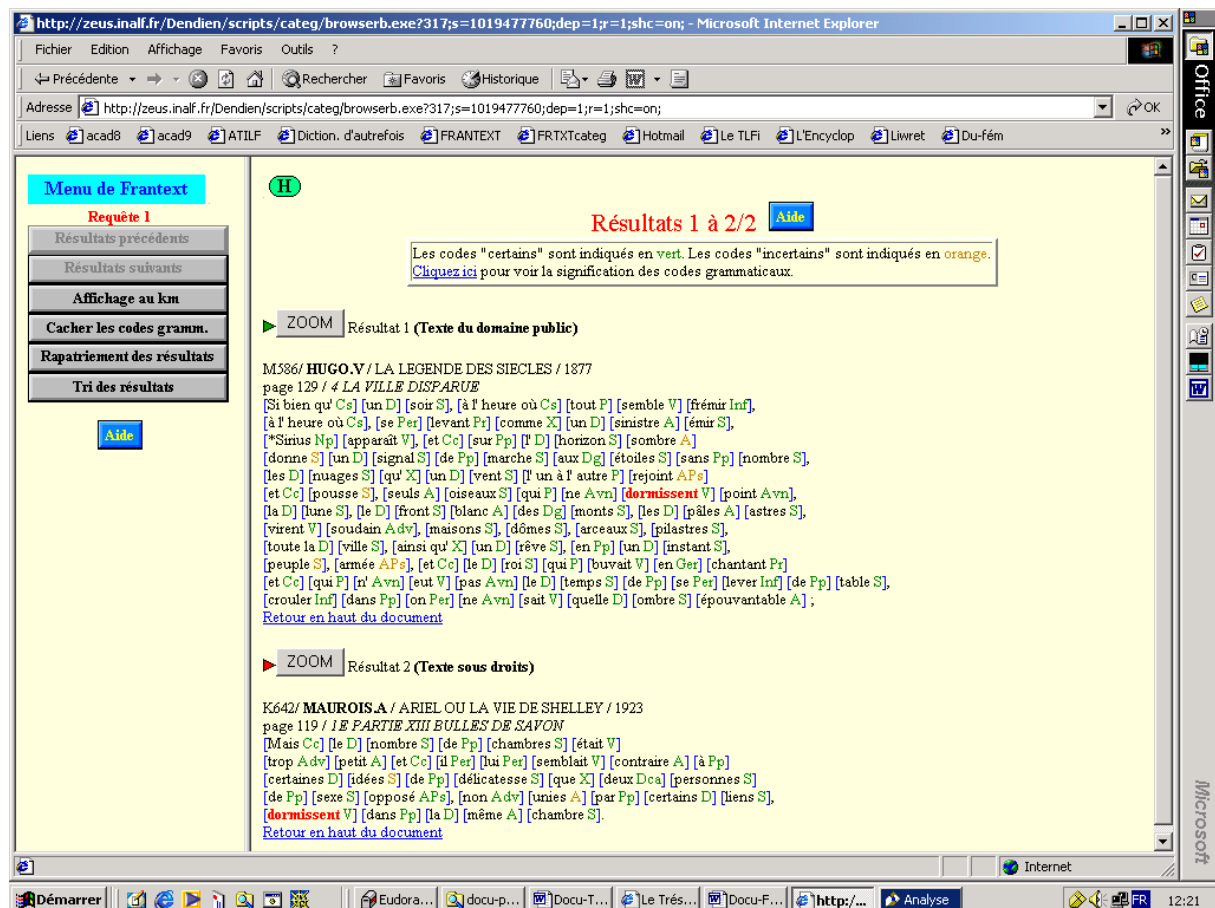 http://zeus.inalf.fr/Dendien/scripts/categ/browserb.exe?317;s=1019477760;dep=1;r=1;shc=on; - Microsoft Internet Explorer
Fichier Edition Affichage Favoris Outils ?
Précédente Rechercher Favoris Historique
Adresse http://zeus.inalf.fr/Dendien/scripts/categ/browserb.exe?317;s=1019477760;dep=1;r=1;shc=on; OK
Liens acad8 acad9 ATILF Diction. d'autrefois FRANTEXT FRTXTcateg Hotmail Le TLFi L'Encyclop Liwret Du-fém »
Menu de Frantext
Requête 1
Résultats précédents
Résultats suivants
Affichage au km
Cacher les codes gramm.
Rapatriement des résultats
Tri des résultats
Aide
H
Résultats 1 à 2/2 Aide
Les codes "certains" sont indiqués en vert. Les codes "incertains" sont indiqués en orange.
Cliquez ici pour voir la signification des codes grammaticaux.
ZOOM Résultat 1 (Texte du domaine public)
M586/ HUGO.V / LA LEGENDE DES SIECLES / 1877
page 129 / 4 LA VILLE DISPARUE
[Si bien qu' Cs] [un D] [soir S], [à l' heure où Cs] [tout P] [semble V] [frémir Inf],
[à l' heure où Cs], [se Per] [levant Pr] [comme X] [un D] [sinistre A] [émir S],
[*Sirius Np] [apparaît V], [et Cc] [sur Pp] [l' D] [horizon S] [sombre A]
[donne S] [un D] [signal S] [de Pp] [marche S] [aux Dg] [étoiles S] [sans Pp] [nombre S],
[les D] [nuages S] [qu' X] [un D] [vent S] [l' un à l' autre P] [rejoint APs]
[et Cc] [pousse S], [seuls A] [oiseaux S] [qui P] [ne Avn] [dormissent V] [point Avn],
[la D] [lune S], [le D] [front S] [blanc A] [des Dg] [monts S], [les D] [pâles A] [astres S],
[virent V] [soudain Adv], [maisons S], [dômes S], [arceaux S], [pilastres S],
[toute la D] [ville S], [ainsi qu' X] [un D] [rêve S], [en Pp] [un D] [instant S],
[peuple S], [armée APs], [et Cc] [le D] [roi S] [qui P] [buvait V] [en Ger] [chantant Pr]
[et Cc] [qui P] [n' Avn] [eut V] [pas Avn] [le D] [temps S] [de Pp] [se Per] [lever Inf] [de Pp] [table S],
[crouler Inf] [dans Pp] [on Per] [ne Avn] [sait V] [quelle D] [ombre S] [épouvantable A] ;
Retour en haut du document
ZOOM Résultat 2 (Texte sous droits)
K642/ MAUROIS.A / ARIEL OU LA VIE DE SHELLEY / 1923
page 119 / 1E PARTIE XIII BULLES DE SAVON
[Mais Cc] [le D] [nombre S] [de Pp] [chambres S] [était V]
[trop Adv] [petit A] [et Cc] [il Per] [lui Per] [semblait V] [contraire A] [à Pp]
[certaines D] [idées S] [de Pp] [délicatesse S] [que X] [deux Dca] [personnes S]
[de Pp] [sexe S] [opposé APs], [non Adv] [unies A] [par Pp] [certains D] [liens S],
[dormissent V] [dans Pp] [la D] [même A] [chambre S].
Retour en haut du document
Internet
Office
Microsoft
Démarrer Eudora... docu-p... Docu-T... Le Trés... Docu-F... http:/... Analyse FR 12:21